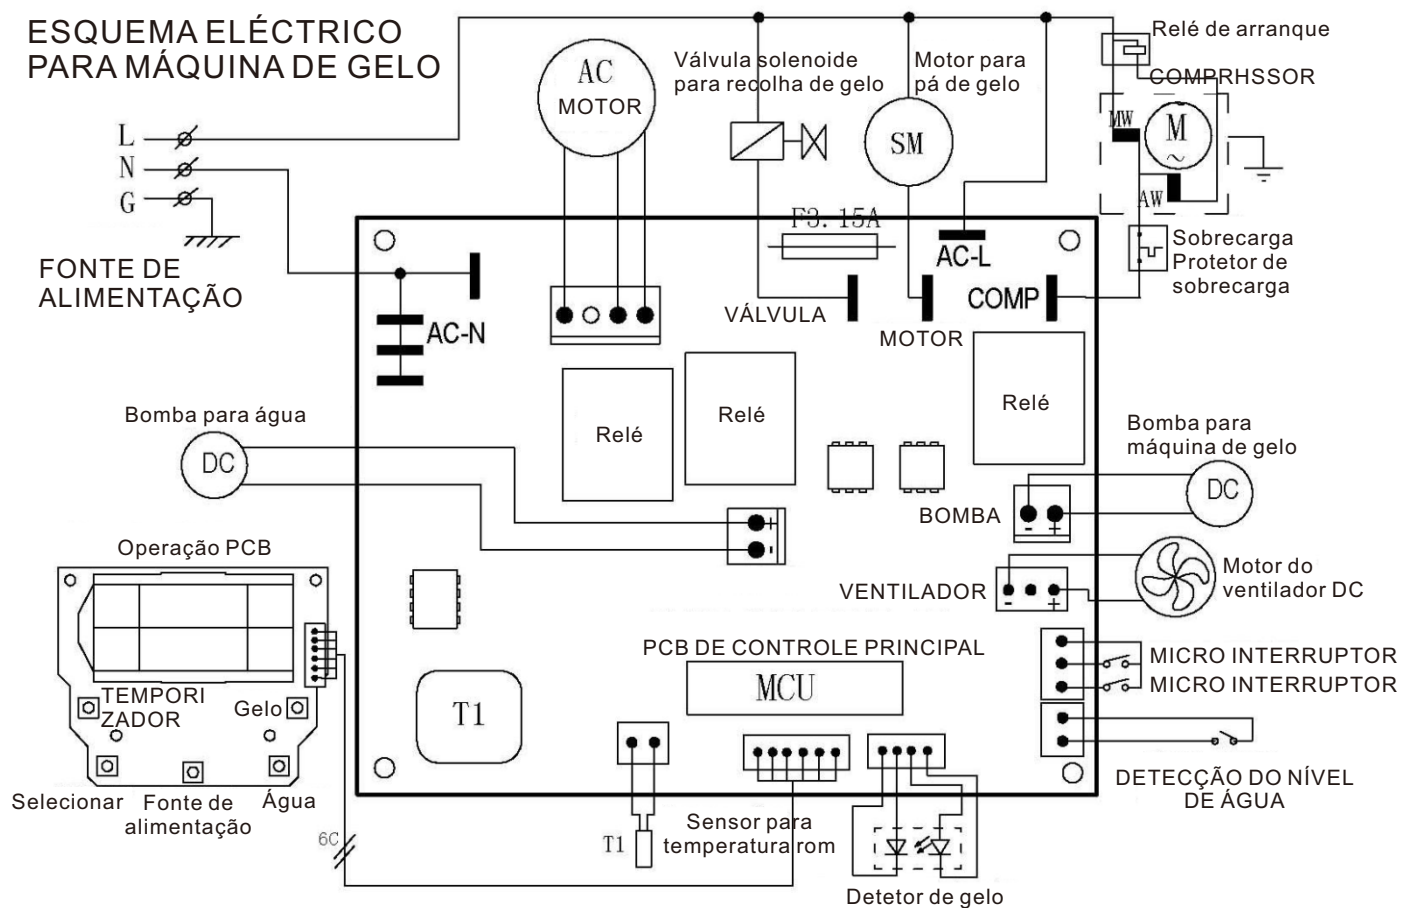 ESQUEMA ELÉCTRICO
PARA MÁQUINA DE GELO
L
N
G
FONTE DE
ALIMENTAÇÃO
AC
MOTOR
Válvula solenoide
para recolha de gelo
Motor para
pá de gelo
SM
Relé de arranque
COMPRHSSOR
MW
M
~
AW
F3. 15A
AC-L
Sobrecarga
Protetor de
sobrecarga
COMP
VÁLVULA
MOTOR
AC-N
Relé
Relé
Relé
Bomba para água
DC
Bomba para
máquina de gelo
DC
BOMBA
- +
+
-
Operação PCB
VENTILADOR
- +
Motor do
ventilador DC
PCB DE CONTROLE PRINCIPAL
MCU
MICRO INTERRUPTOR
MICRO INTERRUPTOR
TEMPORI
ZADOR
Gelo
T1
Selecionar
Fonte de
alimentação
Água
DETECÇÃO DO NÍVEL
DE ÁGUA
6C
T1
Sensor para
temperatura rom
Detetor de gelo